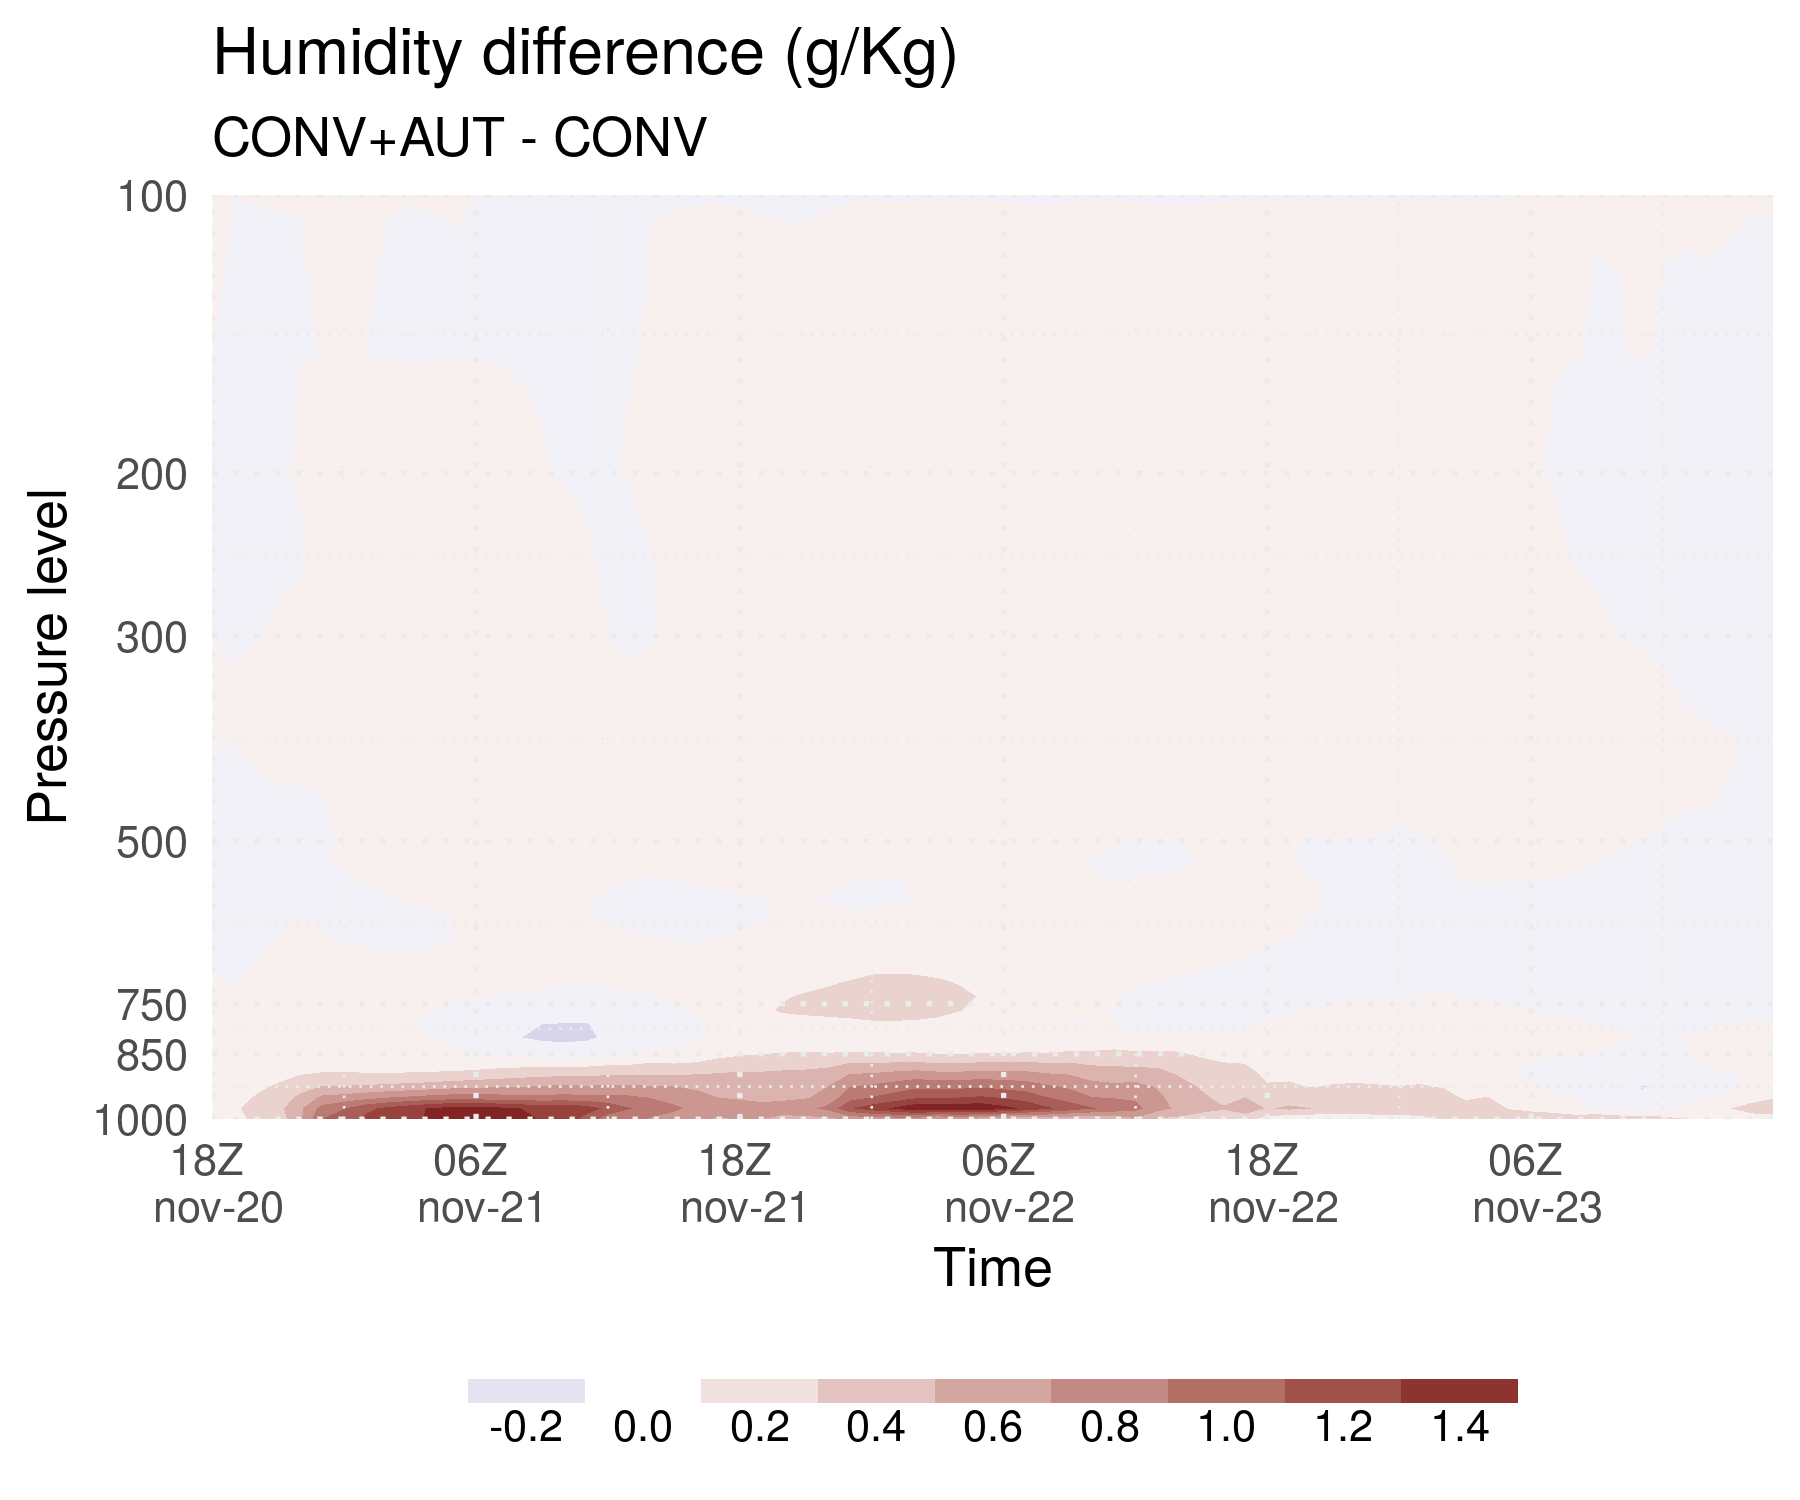 Humidity difference (g/Kg)
CONV+AUT - CONV
Pressure level
100
200
300
500
750
850
1000
18Z 06Z 18Z 06Z 18Z 06Z
nov-20 nov-21 nov-21 nov-22 nov-22 nov-23
Time
-0.2 0.0 0.2 0.4 0.6 0.8 1.0 1.2 1.4